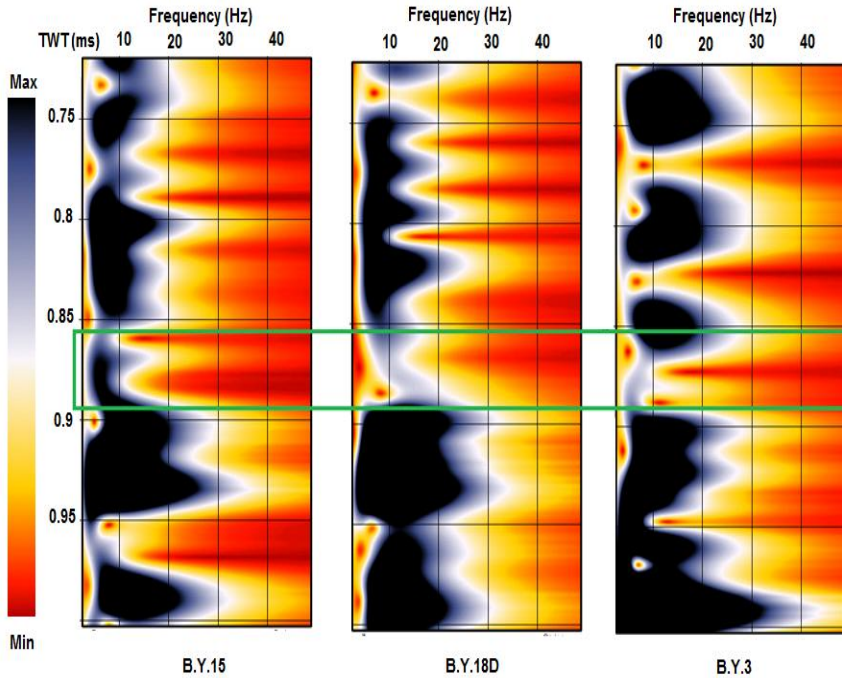 Frequency (Hz) Frequency (Hz) Frequency (Hz)
TWT(ms) 10 20 30 40 10 20 30 40 10 20 30 40
Max
0.75
0.8
0.85
0.9
0.95
Min
B.Y.15 B.Y.18D B.Y.3